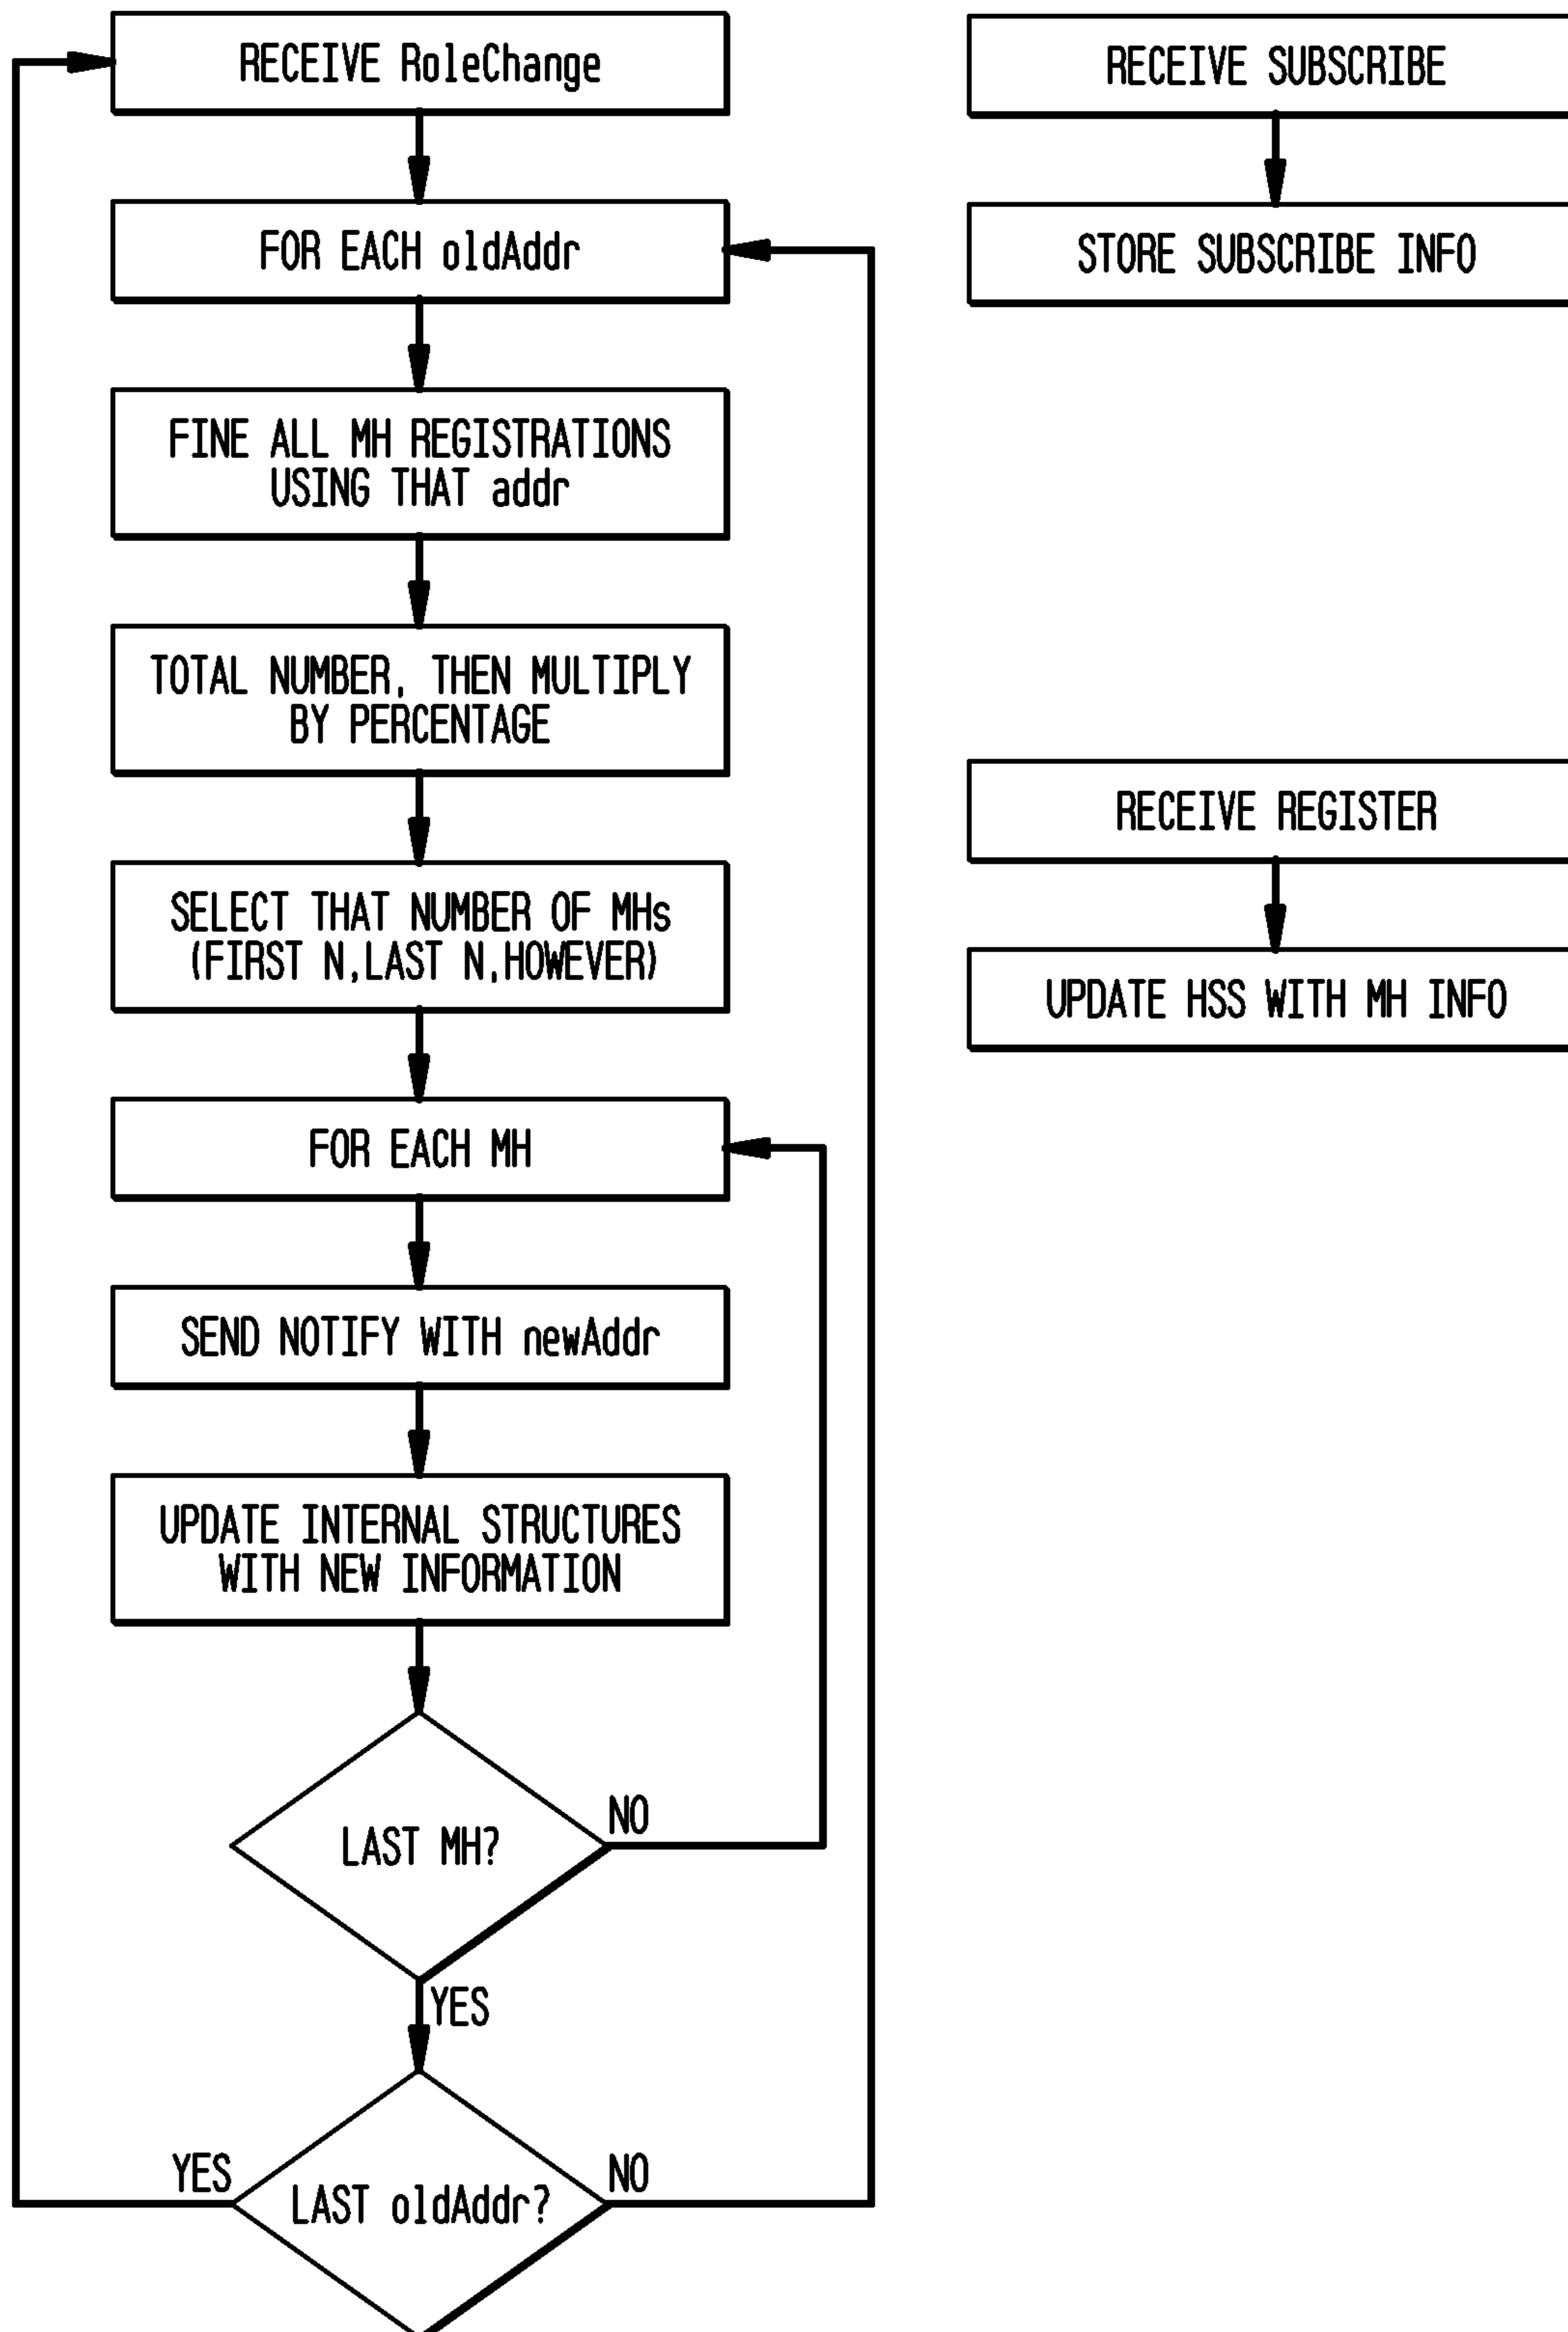 RECEIVE RoleChange
FOR EACH oldAddr
FINE ALL MH REGISTRATIONS
USING THAT addr
TOTAL NUMBER, THEN MULTIPLY
BY PERCENTAGE
SELECT THAT NUMBER OF MHs
(FIRST N,LAST N,HOWEVER)
FOR EACH MH
SEND NOTIFY WITH newAddr
UPDATE INTERNAL STRUCTURES
WITH NEW INFORMATION
LAST MH?
NO
YES
LAST oldAddr?
YES
NO
RECEIVE SUBSCRIBE
STORE SUBSCRIBE INFO
RECEIVE REGISTER
UPDATE HSS WITH MH INFO